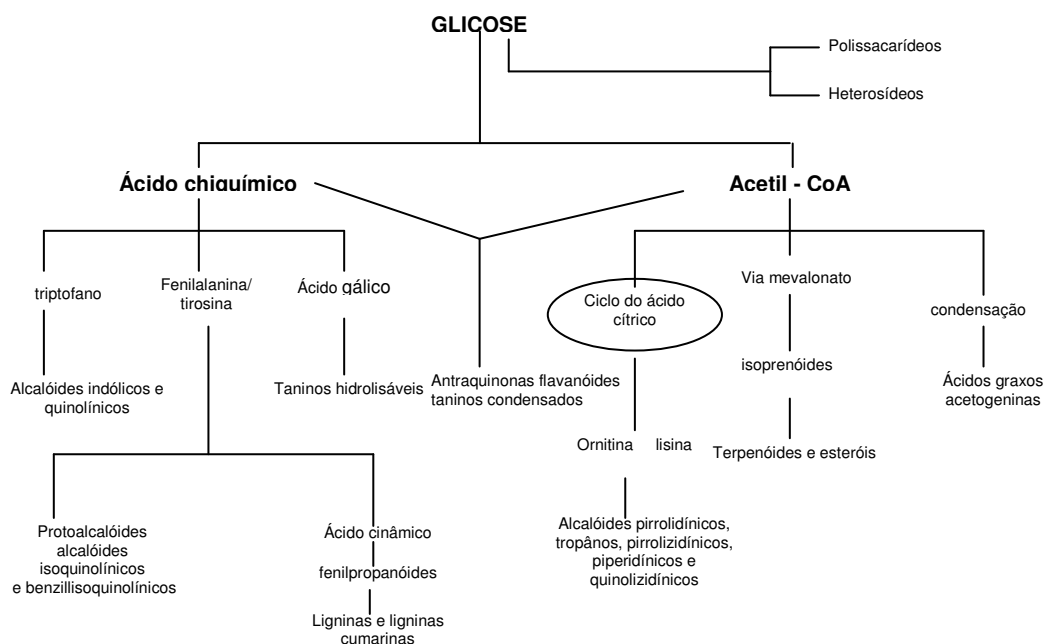 GLICOSE
Polissacarídeos
Heterosídeos
Ácido chiquímico
Acetil - CoA
triptofano
Fenilalanina/
tirosina
Ácido gálico
Ciclo do ácido
cítrico
Via mevalonato
condensação
isoprenóides
Alcalóides indólicos e
quinolínicos
Taninos hidrolisáveis
Antraquinonas flavanóides
taninos condensados
Ácidos graxos
acetogeninas
Ornitina lisina
Terpenóides e esteróis
Protoalcalóides
alcalóides
isoquinolínicos
e benzillisoquinolínicos
Ácido cinâmico
fenilpropanóides
Ligninas e ligninas
cumarinas
Alcalóides pirrolidínicos,
tropânos, pirrolizidínicos,
piperidínicos e
quinolizidínicos